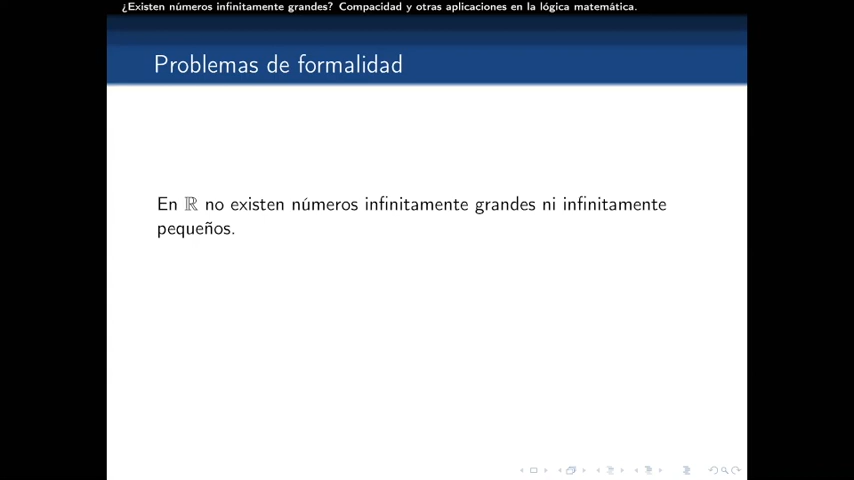 ¿Existen números infinitamente grandes? Compacidad y otras aplicaciones en la lógica matemática.
Problemas de formalidad
En ℝ no existen números infinitamente grandes ni infinitamente
pequeños.